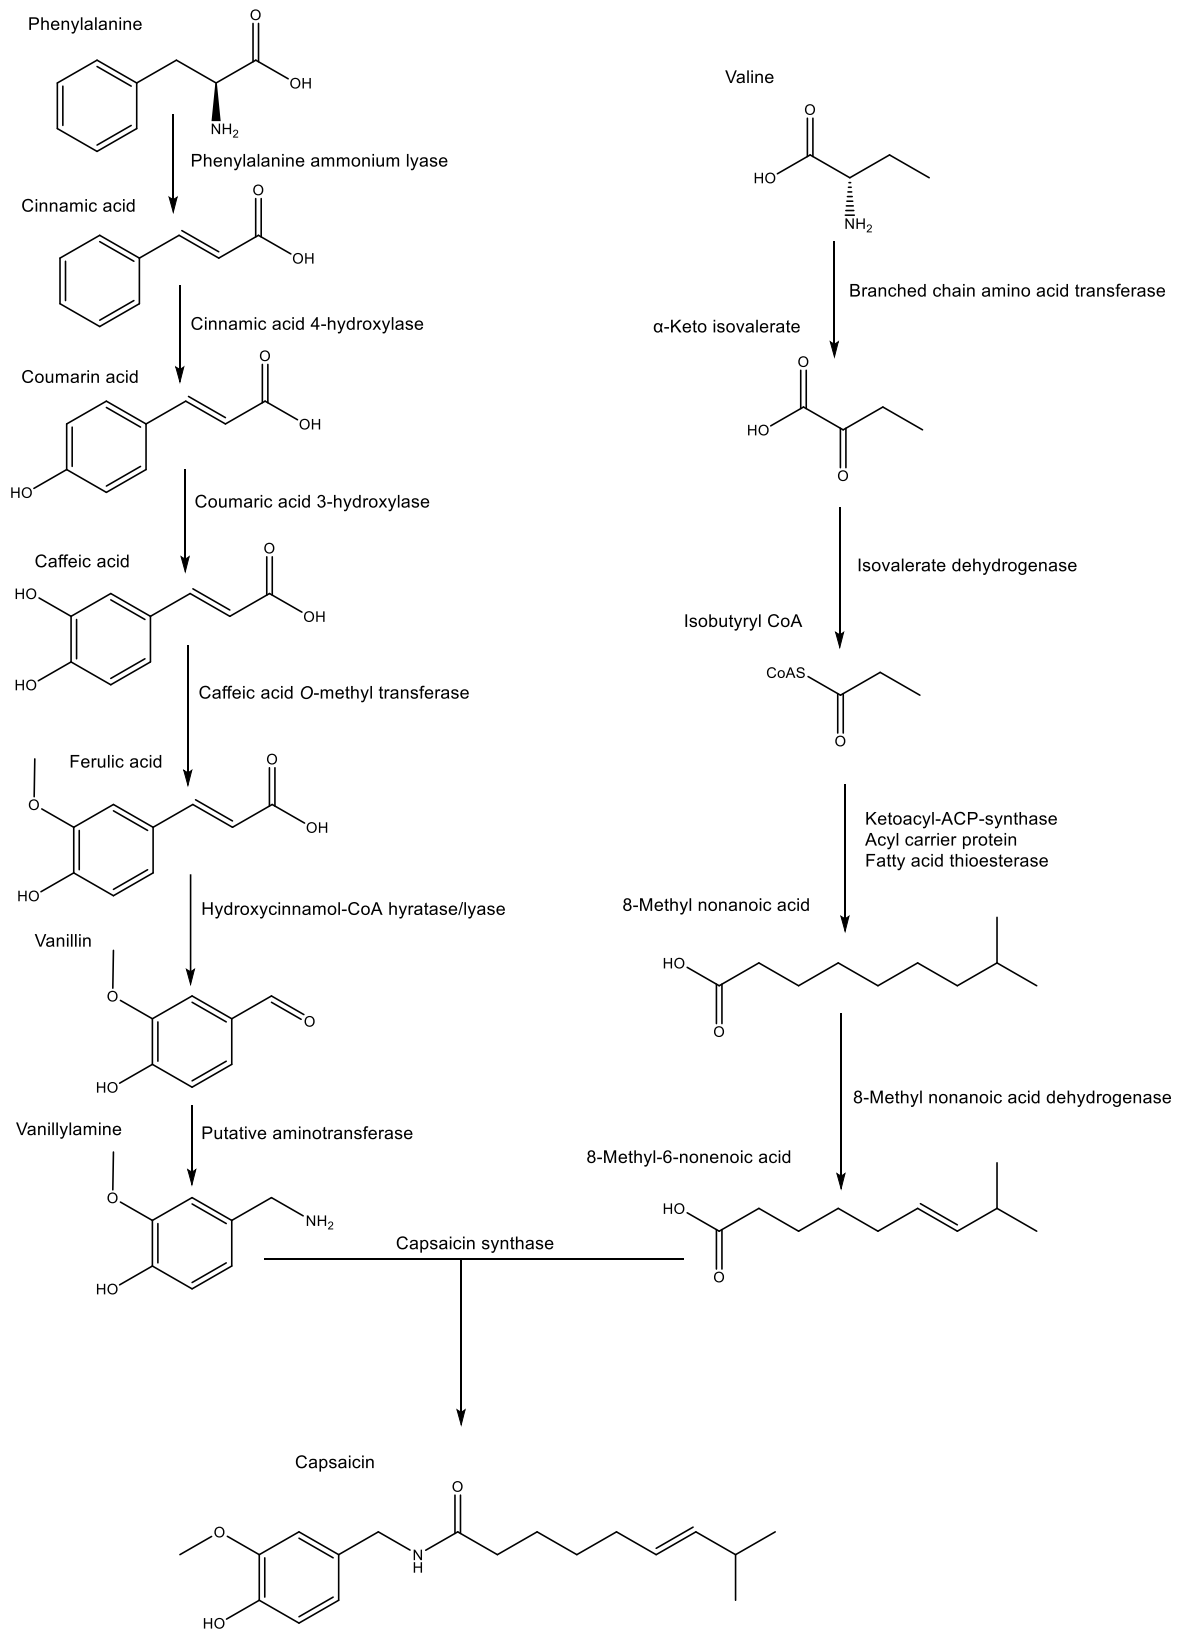 Phenylalanine
O
OH
NH2
Phenylalanine ammonium lyase
Cinnamic acid
O
OH
Cinnamic acid 4-hydroxylase
Coumarin acid
O
OH
HO
Coumaric acid 3-hydroxylase
Caffeic acid
O
HO
OH
HO
Caffeic acid O-methyl transferase
Ferulic acid
O
O
OH
HO
Hydroxycinnamol-CoA hyratase/lyase
Vanillin
O
O
HO
Vanillylamine
Putative aminotransferase
O
NH2
HO
Valine
O
HO
NH2
Branched chain amino acid transferase
α-Keto isovalerate
O
HO
O
Isovalerate dehydrogenase
Isobutyryl CoA
CoAS
O
Ketoacyl-ACP-synthase
Acyl carrier protein
Fatty acid thioesterase
8-Methyl nonanoic acid
HO
O
8-Methyl nonanoic acid dehydrogenase
8-Methyl-6-nonenoic acid
HO
O
Capsaicin synthase
Capsaicin
O
O
N
H
HO